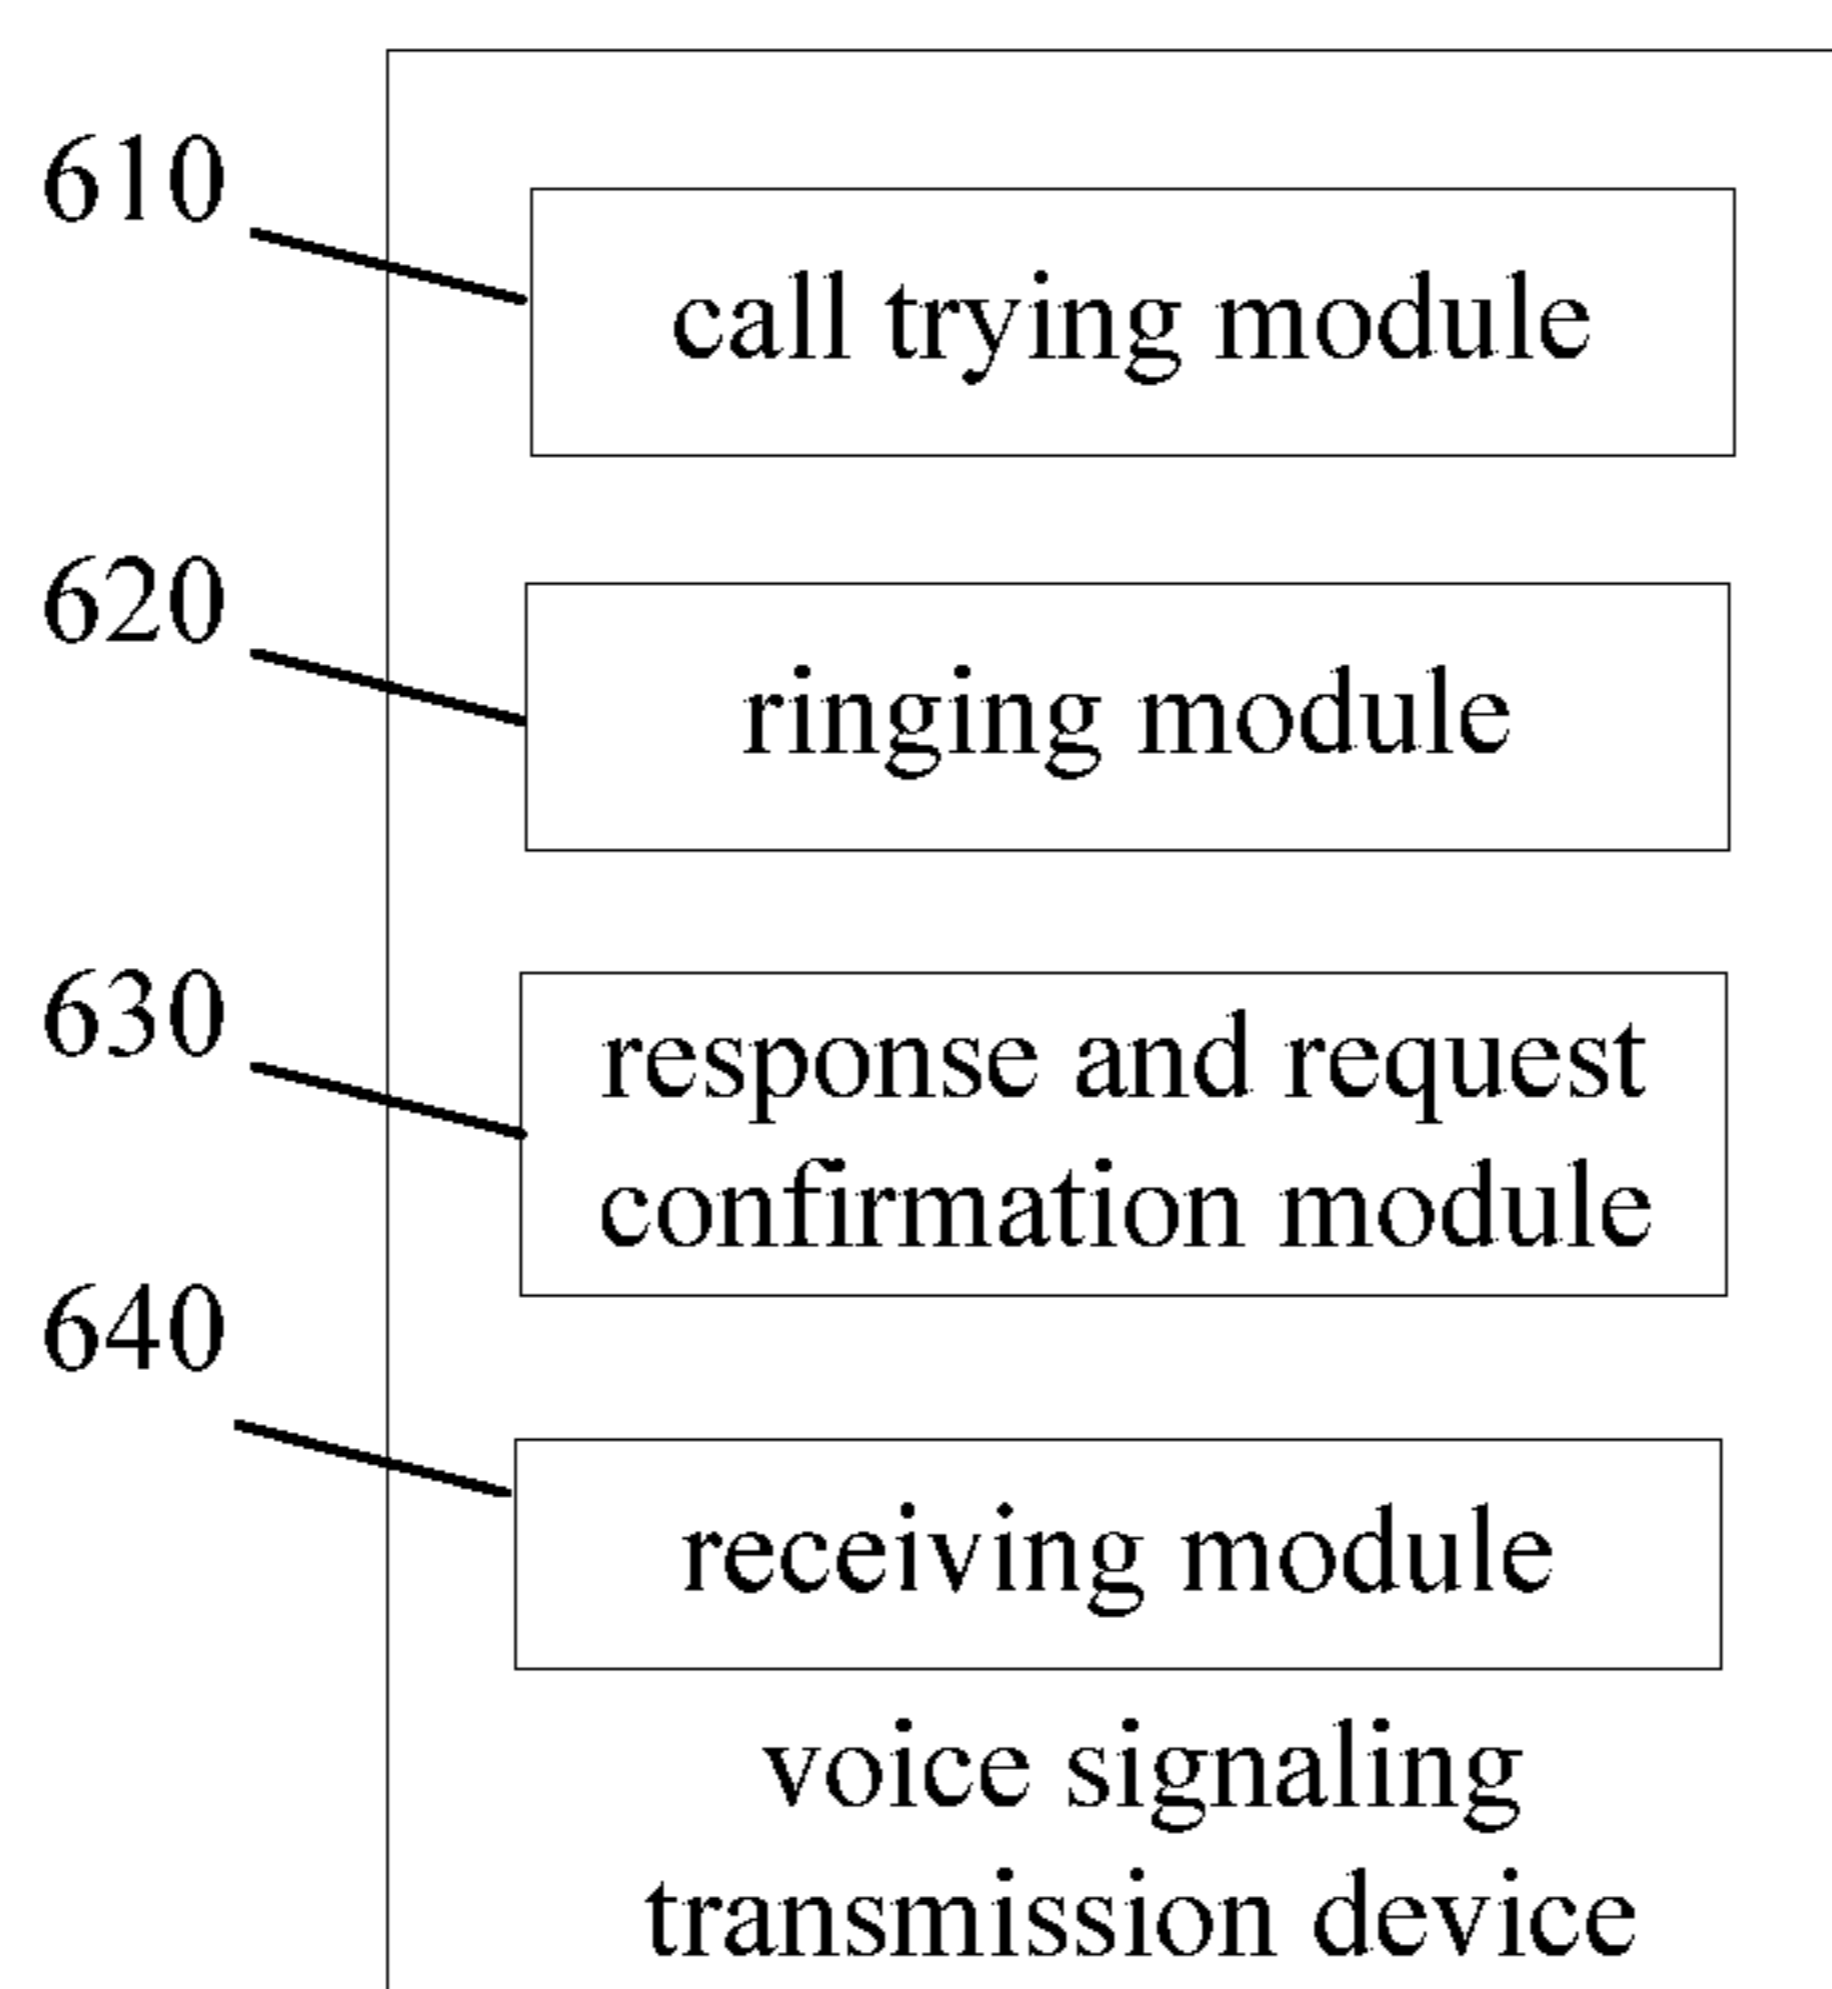 610
call trying module
620
ringing module
630
response and request
confirmation module
640
receiving module
voice signaling
transmission device